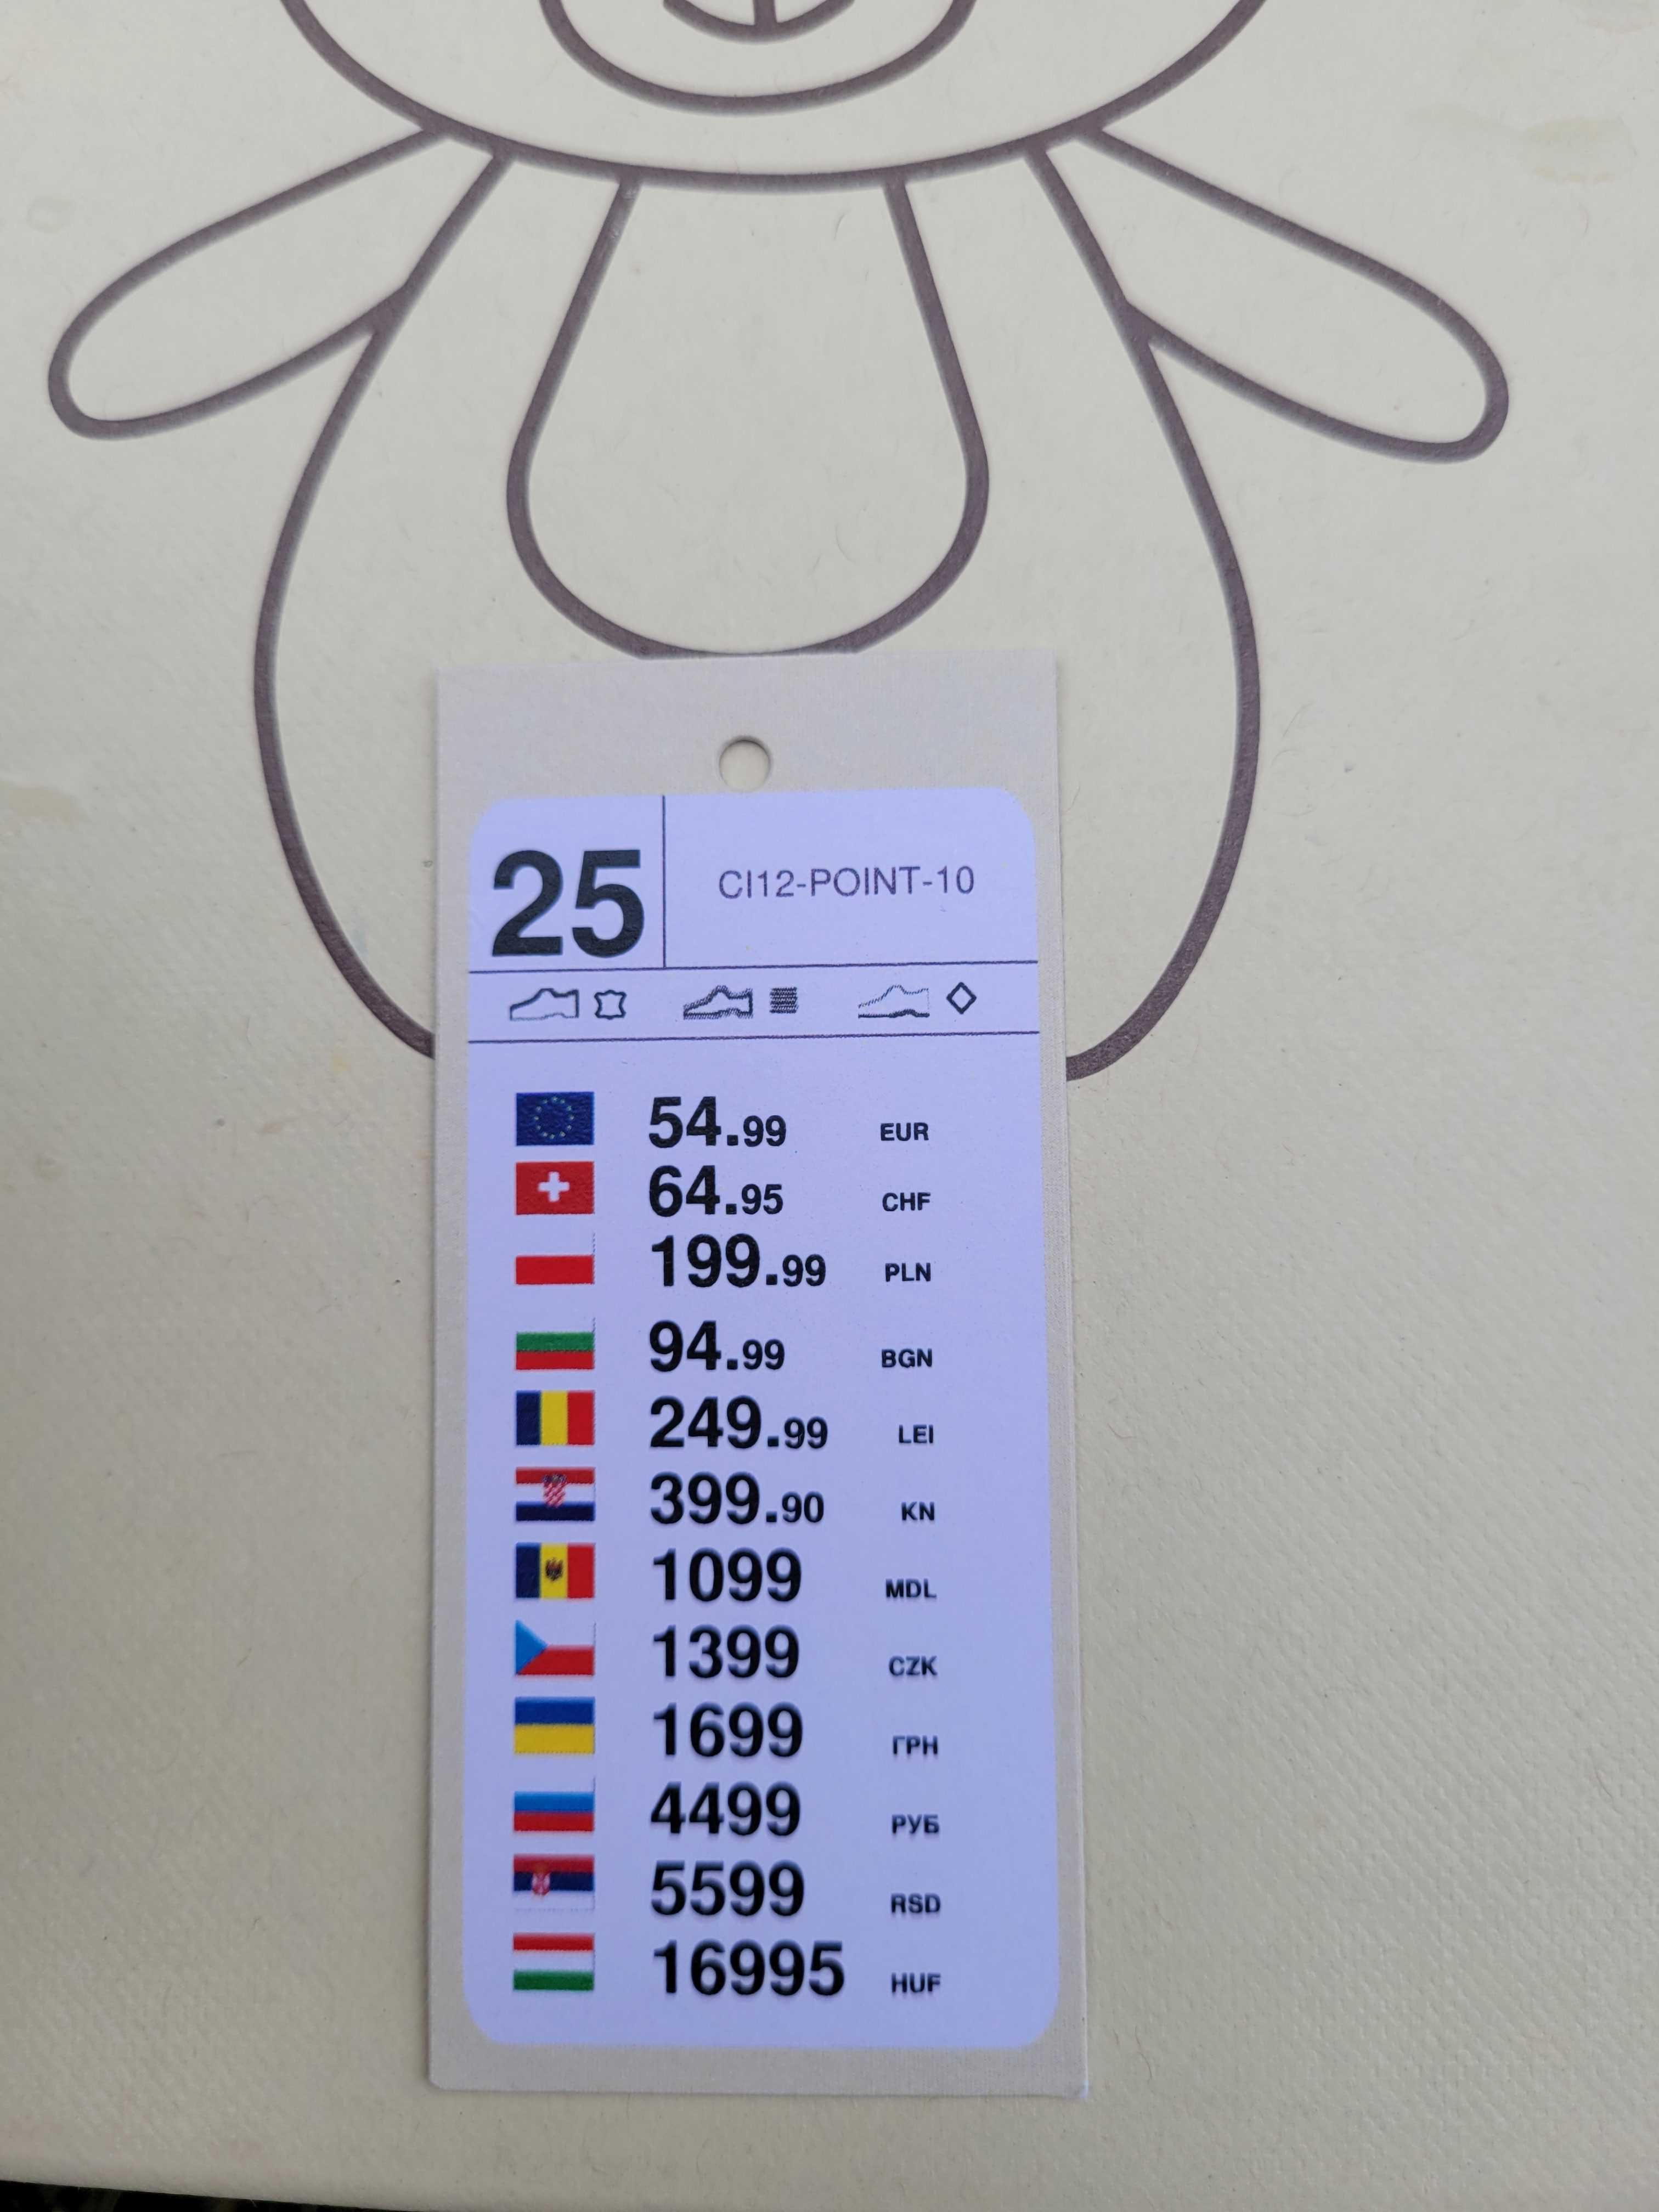 25 CI12-POINT-10
54.99 EUR
64.95 CHF
199.99 PLN
94.99 BGN
249.99 LEI
399.90 KN
1099 MDL
1399 CZK
1699 ГРН
4499 РУБ
5599 RSD
16995 HUF